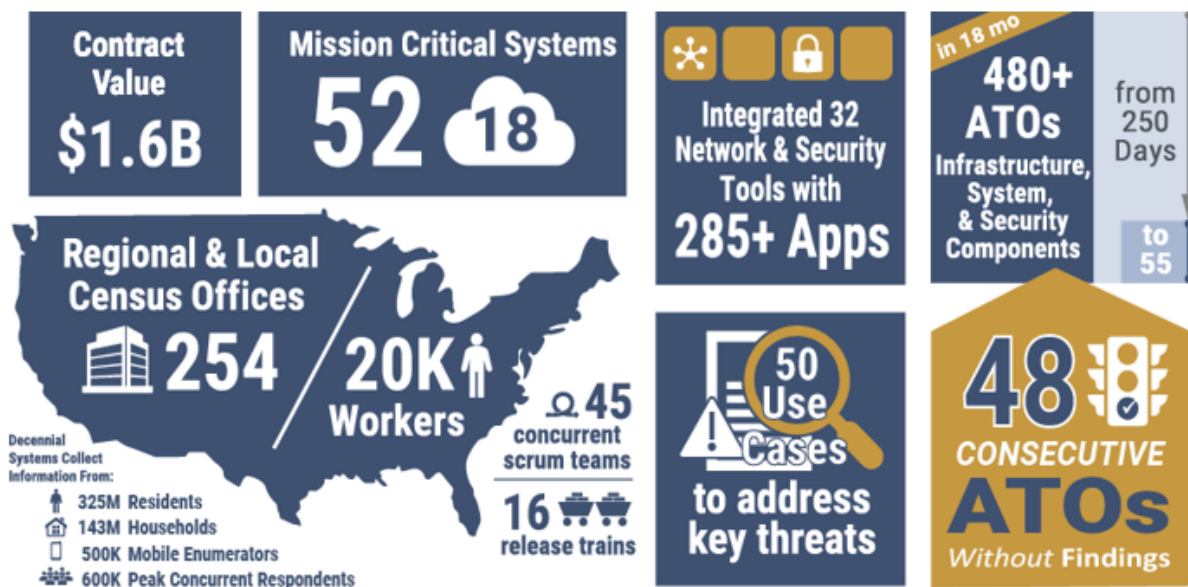 Contract
Value
$1.6B
Mission Critical Systems
52
18
Integrated 32
Network & Security
Tools with
285+ Apps
in 18 mo
480+
ATOs
Infrastructure,
System,
& Security
Components
from
250
Days
to
55
Regional & Local
Census Offices
254
20K
Workers
45
concurrent
scrum teams
16
release trains
Decennial
Systems Collect
Information From:
325M Residents
143M Households
500K Mobile Enumerators
600K Peak Concurrent Respondents
50
Use
Cases
to address
key threats
48
CONSECUTIVE
ATOs
Without Findings